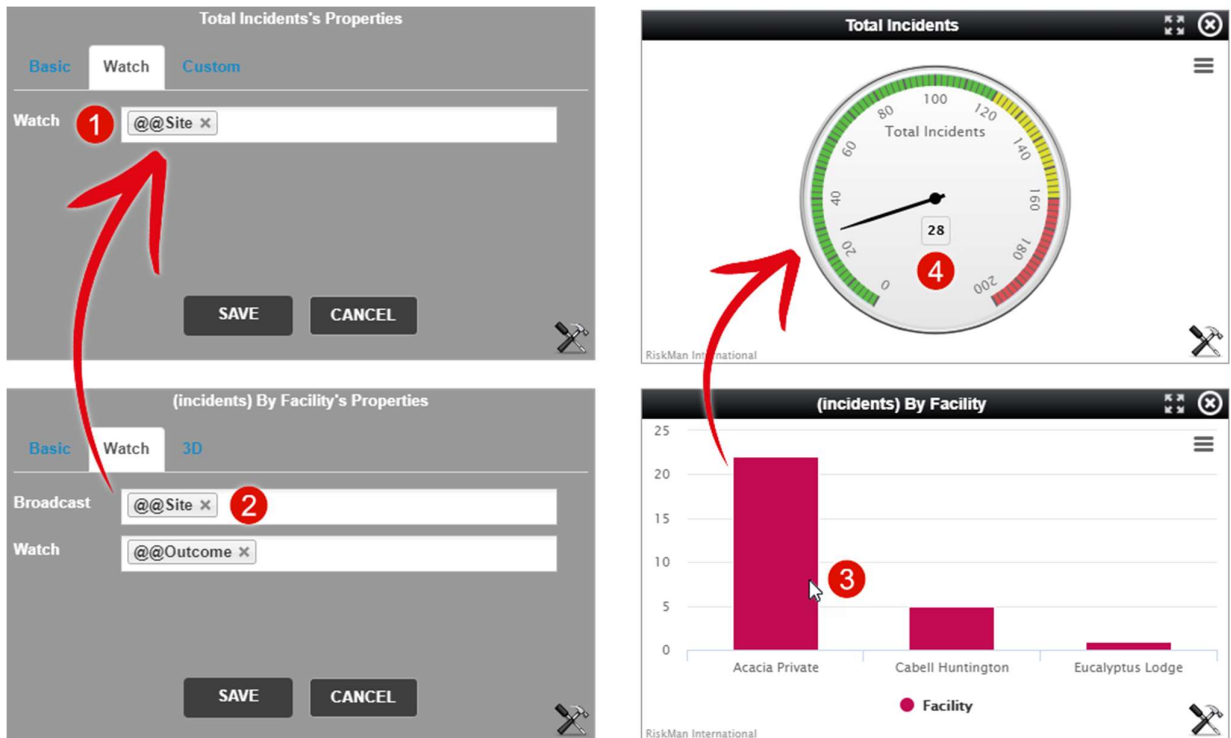 Total Incidents's Properties
Basic Watch Custom
Watch 1 @@Site ×
SAVE CANCEL
Total Incidents
0 20 40 60 80 100 120 140 160 180 200
Total Incidents
28
4
RiskMan International
(incidents) By Facility's Properties
Basic Watch 3D
Broadcast @@Site × 2
Watch @@Outcome ×
SAVE CANCEL
(incidents) By Facility
25
20
15
10
5
0
3
Acacia Private Cabell Huntington Eucalyptus Lodge
Facility
RiskMan International